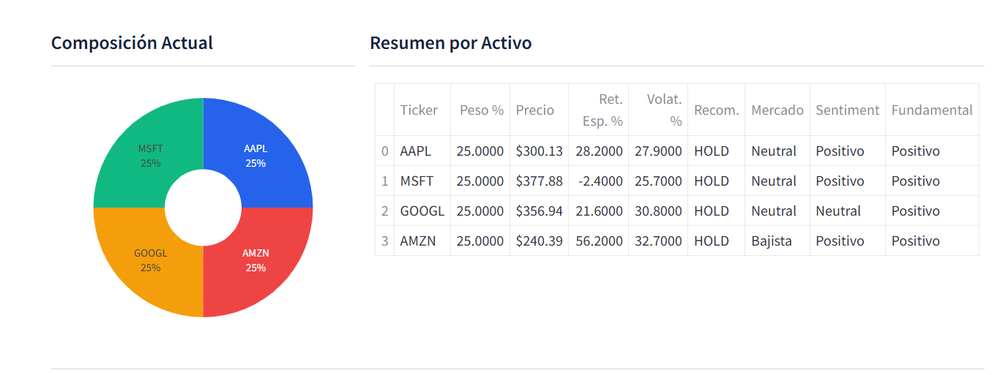 Composición Actual
MSFT
25%
AAPL
25%
GOOGL
25%
AMZN
25%
Resumen por Activo
Ticker Peso % Precio Ret. Esp. % Volat. % Recom. Mercado Sentiment Fundamental
0 AAPL 25.0000 $300.13 28.2000 27.9000 HOLD Neutral Positivo Positivo
1 MSFT 25.0000 $377.88 -2.4000 25.7000 HOLD Neutral Positivo Positivo
2 GOOGL 25.0000 $356.94 21.6000 30.8000 HOLD Neutral Neutral Positivo
3 AMZN 25.0000 $240.39 56.2000 32.7000 HOLD Bajista Positivo Positivo